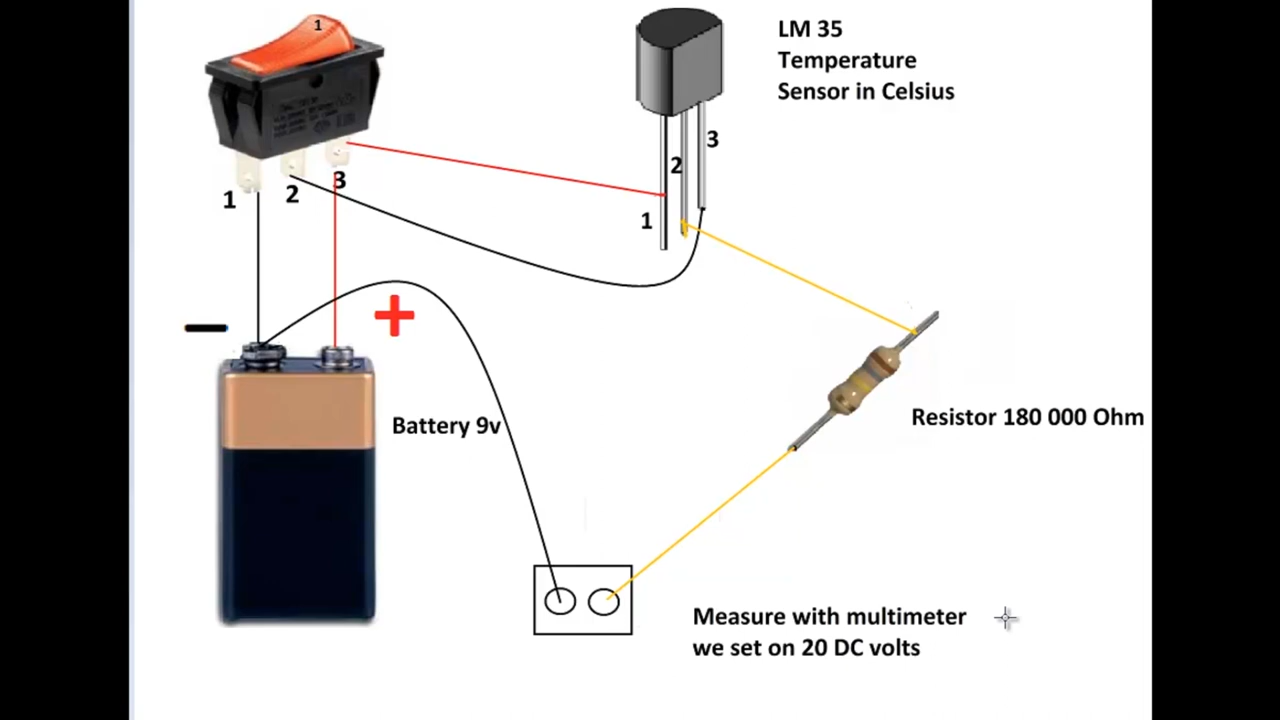 1
LM 35
Temperature
Sensor in Celsius
1
2
3
1
2
3
Battery 9v
Resistor 180 000 Ohm
Measure with multimeter
we set on 20 DC volts